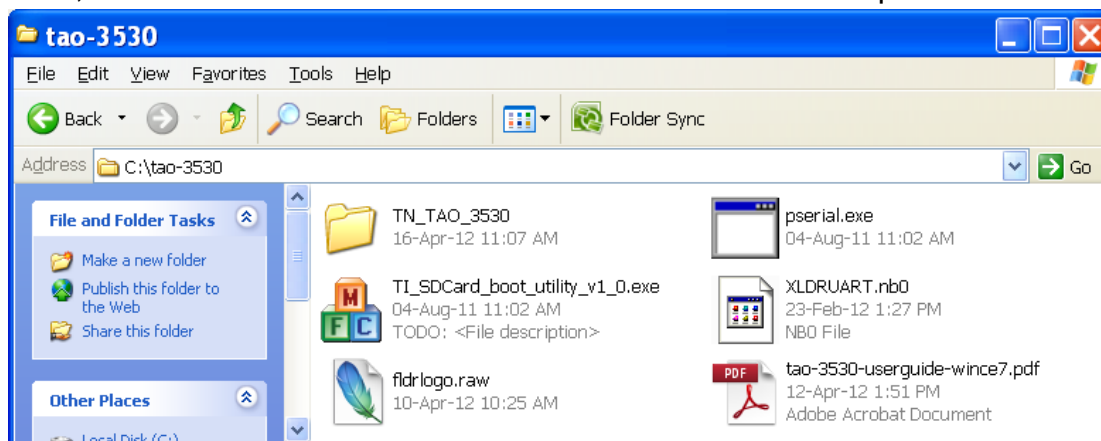 tao-3530
File Edit View Favorites Tools Help
Back Search Folders Folder Sync
Address C:\tao-3530 Go
File and Folder Tasks
Make a new folder
Publish this folder to
the Web
Share this folder
Other Places
Local Disk (C:)
TN_TAO_3530
16-Apr-12 11:07 AM
pserial.exe
04-Aug-11 11:02 AM
TI_SDCard_boot_utility_v1_0.exe
04-Aug-11 11:02 AM
TODO: <File description>
XLDRUART.nb0
23-Feb-12 1:27 PM
NB0 File
fldrlogo.raw
10-Apr-12 10:25 AM
tao-3530-userguide-wince7.pdf
12-Apr-12 1:51 PM
Adobe Acrobat Document
M
F C
PDF